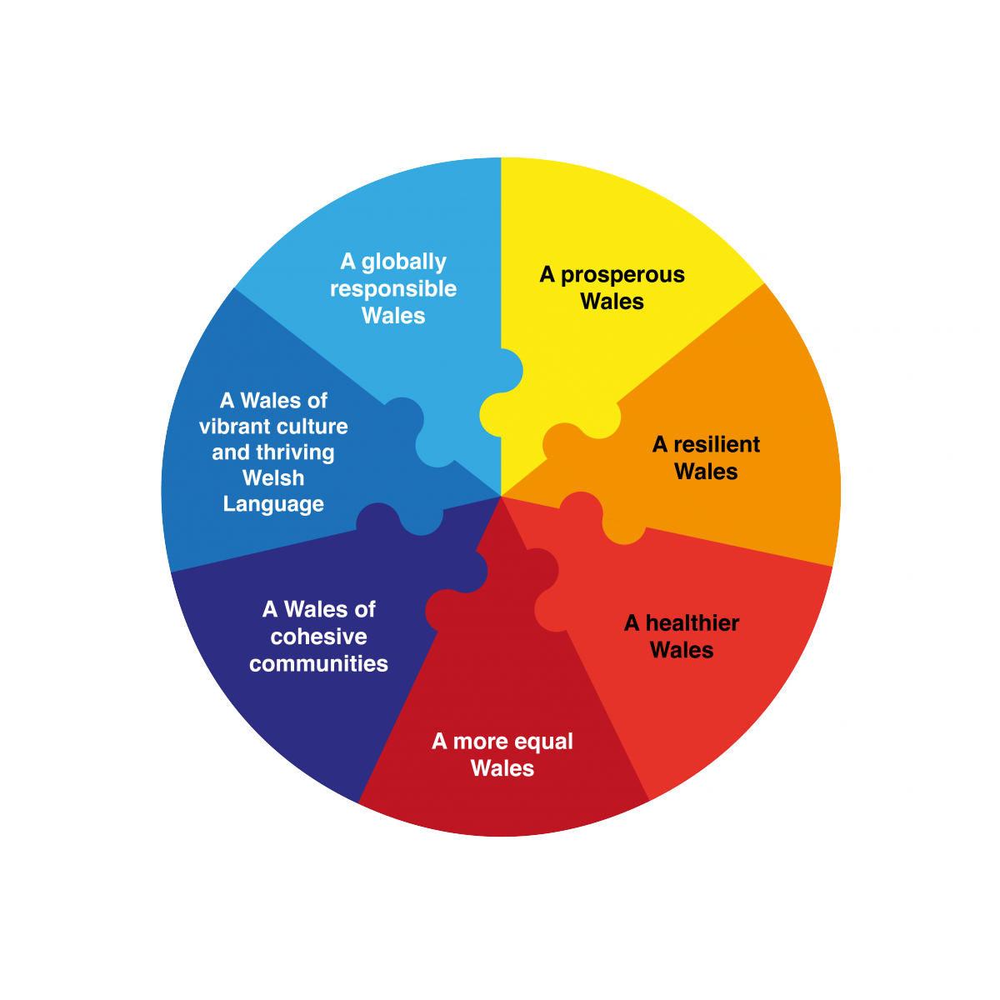 A globally
responsible
Wales
A prosperous
Wales
A resilient
Wales
A healthier
Wales
A more equal
Wales
A Wales of
cohesive
communities
A Wales of
vibrant culture
and thriving
Welsh
Language